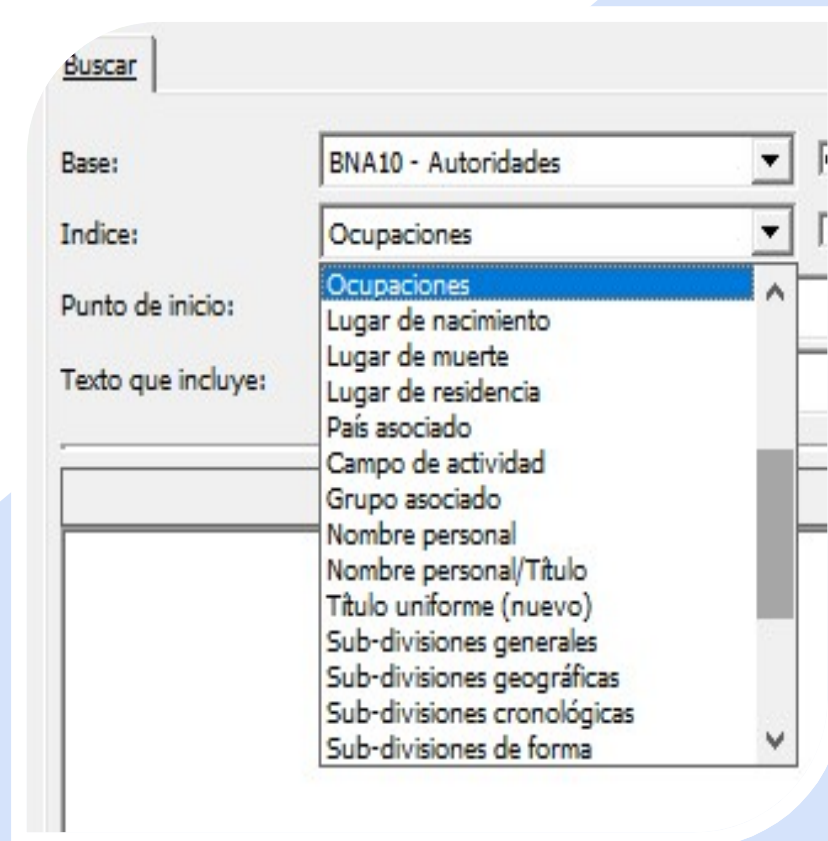 Buscar
Base:
BNA10 - Autoridades
Indice:
Ocupaciones
Punto de inicio:
Texto que incluye:
Ocupaciones
Lugar de nacimiento
Lugar de muerte
Lugar de residencia
País asociado
Campo de actividad
Grupo asociado
Nombre personal
Nombre personal/Título
Título uniforme (nuevo)
Sub-divisiones generales
Sub-divisiones geográficas
Sub-divisiones cronológicas
Sub-divisiones de forma